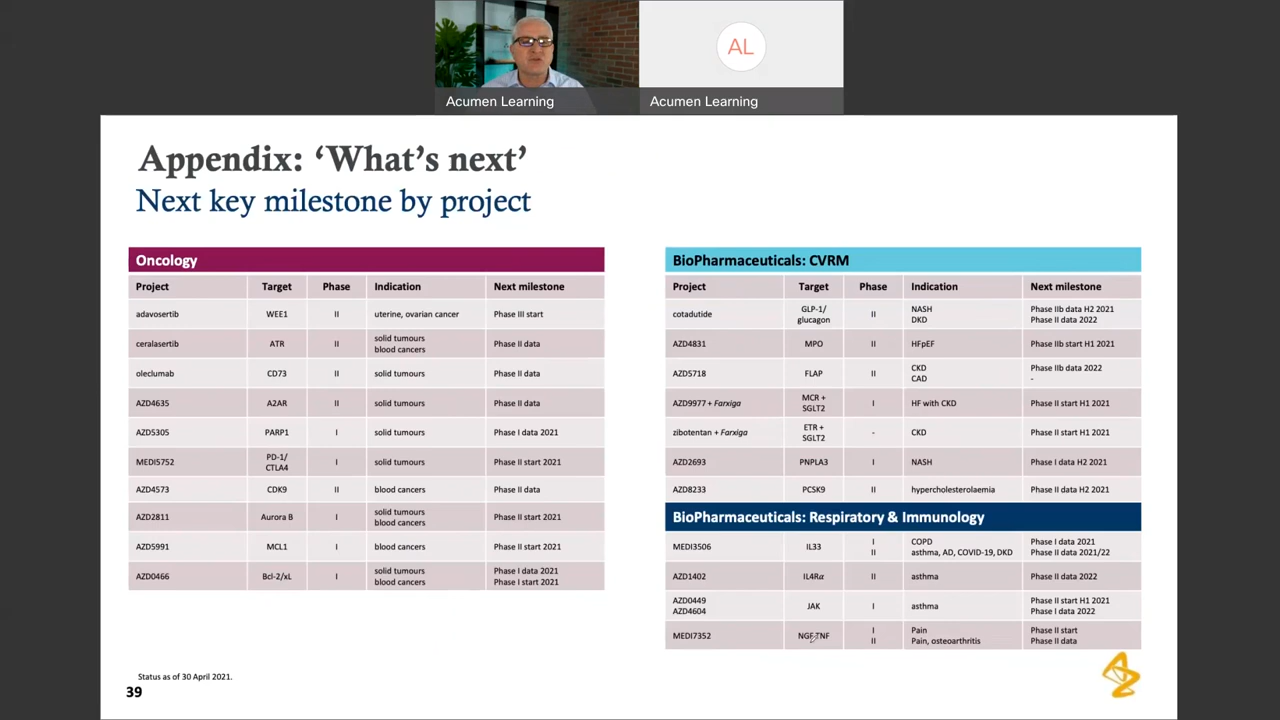 AL
Acumen Learning
Acumen Learning
Appendix: ‘What’s next’
Next key milestone by project
Oncology
Project Target Phase Indication Next milestone
adavosertib WEE1 II uterine, ovarian cancer Phase III start
ceralasertib ATR II solid tumours Phase II data
blood cancers
oleclumab CD73 II solid tumours Phase II data
AZD4635 A2AR II solid tumours Phase II data
AZD5305 PARP1 I solid tumours Phase I data 2021
MEDI5752 PD-1/ I solid tumours Phase II start 2021
CTLA4
AZD4573 CDK9 II blood cancers Phase II data
AZD2811 Aurora B I solid tumours Phase II start 2021
blood cancers
AZD5991 MCL1 I blood cancers Phase II start 2021
AZD0466 Bcl-2/xL I solid tumours Phase I data 2021
blood cancers Phase I start 2021
BioPharmaceuticals: CVRM
Project Target Phase Indication Next milestone
cotadutide GLP-1/ II NASH Phase IIb data H2 2021
glucagon DKD Phase II data 2022
AZD4831 MPO II HFpEF Phase IIb start H1 2021
AZD5718 FLAP II CKD Phase IIb data 2022
CAD -
AZD9977 + Farxiga MCR + I HF with CKD Phase II start H1 2021
SGLT2
zibotentan + Farxiga ETR + - CKD Phase II start H1 2021
SGLT2
AZD2693 PNPLA3 I NASH Phase I data H2 2021
AZD8233 PCSK9 II hypercholesterolaemia Phase II data H2 2021
BioPharmaceuticals: Respiratory & Immunology
MEDI3506 IL33 I COPD Phase I data 2021
II asthma, AD, COVID-19, DKD Phase II data 2021/22
AZD1402 IL4Rα II asthma Phase II data 2022
AZD0449 JAK I asthma Phase II start H1 2021
AZD4604 Phase I data 2022
MEDI7352 NGF TNF I Pain Phase II start
II Pain, osteoarthritis Phase II data
Status as of 30 April 2021.
39